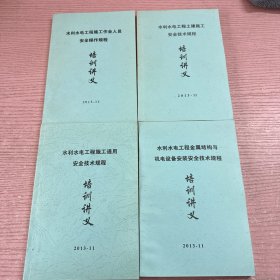 水利水电工程施工作业人员
安全操作规程
培训讲义
2013-11
水利水电工程土建施工
安全技术规程
培训讲义
2013-11
水利水电工程施工通用
安全技术规程
培训讲义
2013-11
水利水电工程金属结构与
机电设备安装安全技术规程
培训讲义
2013-11